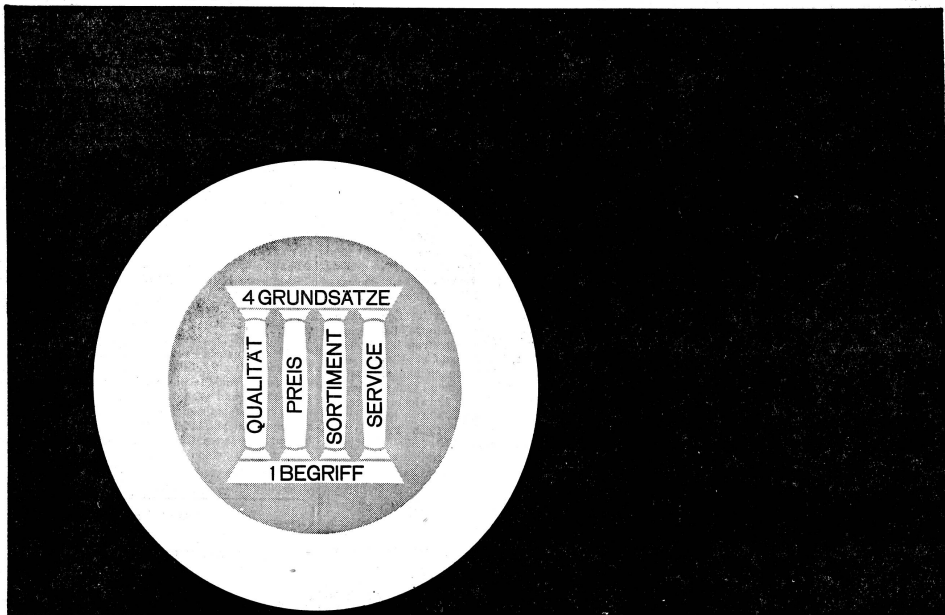 4 GRUNDSÄTZE
QUALITÄT
PREIS
SORTIMENT
SERVICE
1 BEGRIFF